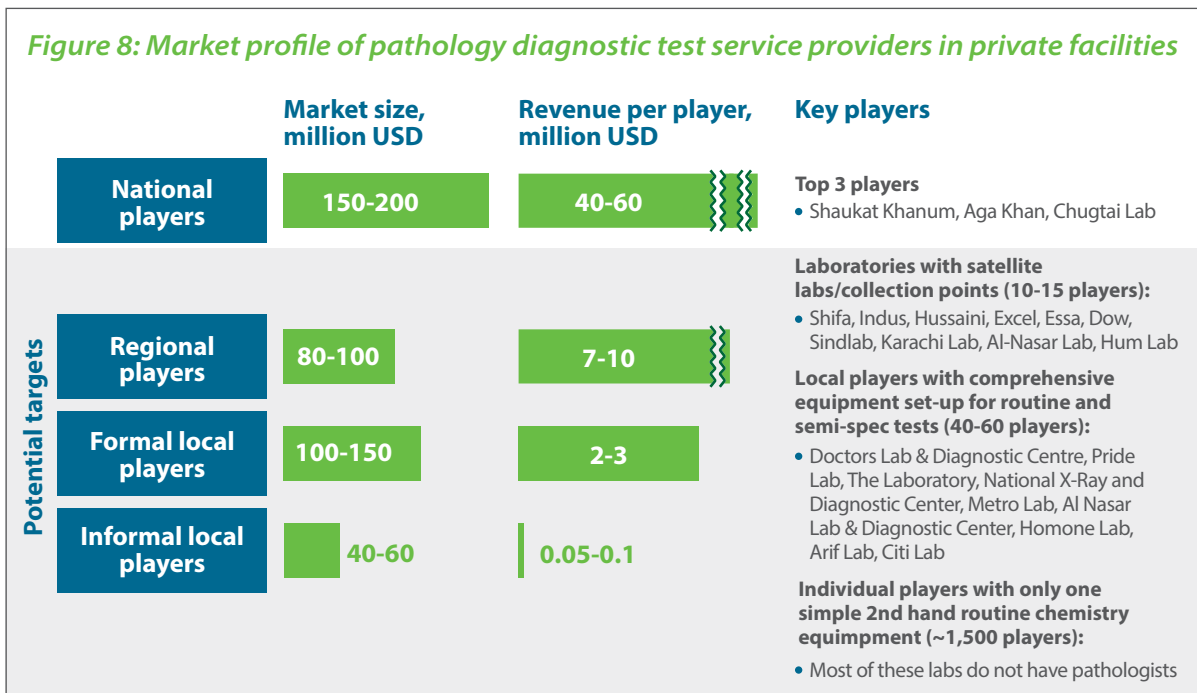 Figure 8: Market profile of pathology diagnostic test service providers in private facilities
Market size,
million USD
Revenue per player,
million USD
Key players
National
players
150-200
40-60
Top 3 players
• Shaukat Khanum, Aga Khan, Chugtai Lab
Potential targets
Regional
players
80-100
7-10
Laboratories with satellite
labs/collection points (10-15 players):
• Shifa, Indus, Hussaini, Excel, Essa, Dow,
Sindlab, Karachi Lab, Al-Nasar Lab, Hum Lab
Formal local
players
100-150
2-3
Local players with comprehensive
equipment set-up for routine and
semi-spec tests (40-60 players):
• Doctors Lab & Diagnostic Centre, Pride
Lab, The Laboratory, National X-Ray and
Diagnostic Center, Metro Lab, Al Nasar
Lab & Diagnostic Center, Homone Lab,
Arif Lab, Citi Lab
Informal local
players
40-60
0.05-0.1
Individual players with only one
simple 2nd hand routine chemistry
equimpment (~1,500 players):
• Most of these labs do not have pathologists